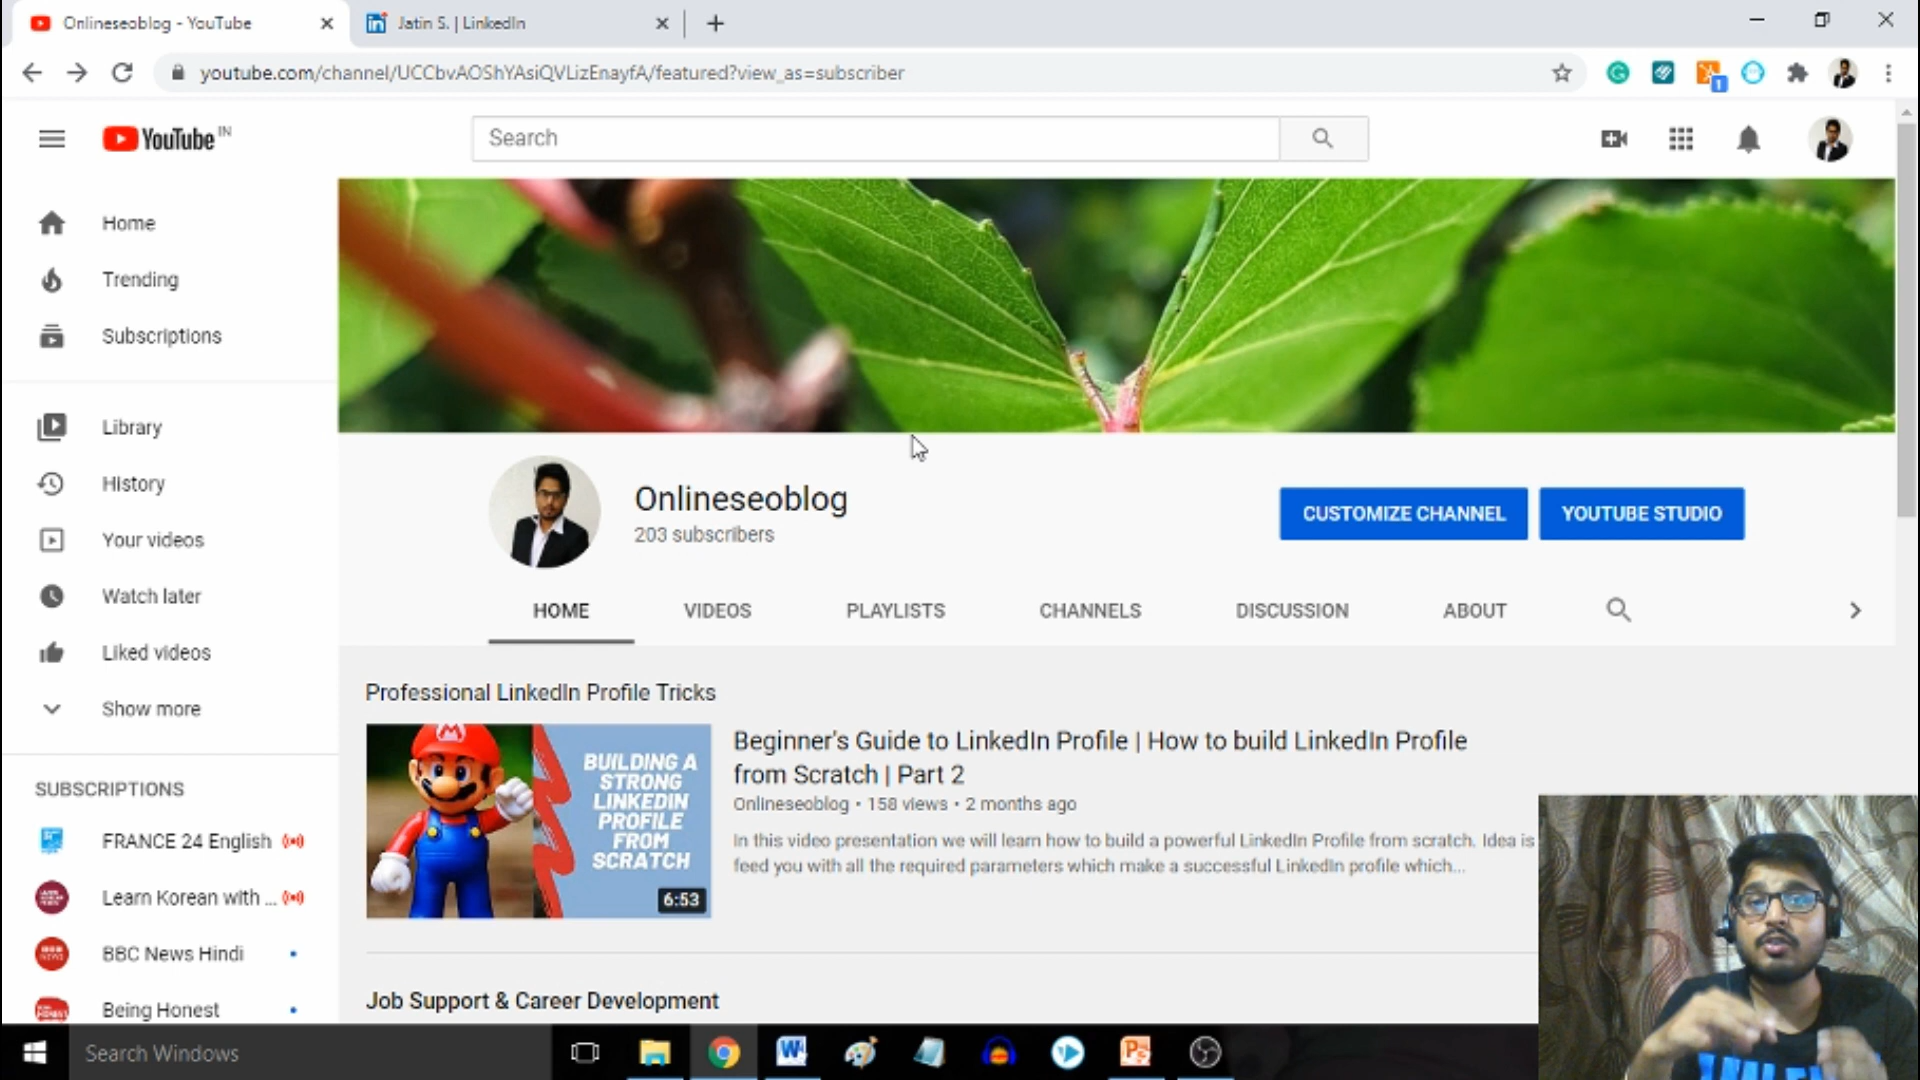 Onlineseoblog - YouTube
Jatin S. | LinkedIn
youtube.com/channel/UCCbvAOShYAsiQVLizEnayfA/featured?view_as=subscriber
YouTube IN
Search
Home
Trending
Subscriptions
Library
History
Your videos
Watch later
Liked videos
Show more
SUBSCRIPTIONS
FRANCE 24 English
Learn Korean with ...
BBC News Hindi
Being Honest
Onlineseoblog
203 subscribers
CUSTOMIZE CHANNEL
YOUTUBE STUDIO
HOME VIDEOS PLAYLISTS CHANNELS DISCUSSION ABOUT
Professional LinkedIn Profile Tricks
BUILDING A
STRONG
LINKEDIN
PROFILE
FROM
SCRATCH
6:53
Beginner's Guide to LinkedIn Profile | How to build LinkedIn Profile
from Scratch | Part 2
Onlineseoblog • 158 views • 2 months ago
In this video presentation we will learn how to build a powerful LinkedIn Profile from scratch. Idea is
feed you with all the required parameters which make a successful LinkedIn profile which...
Job Support & Career Development
Search Windows